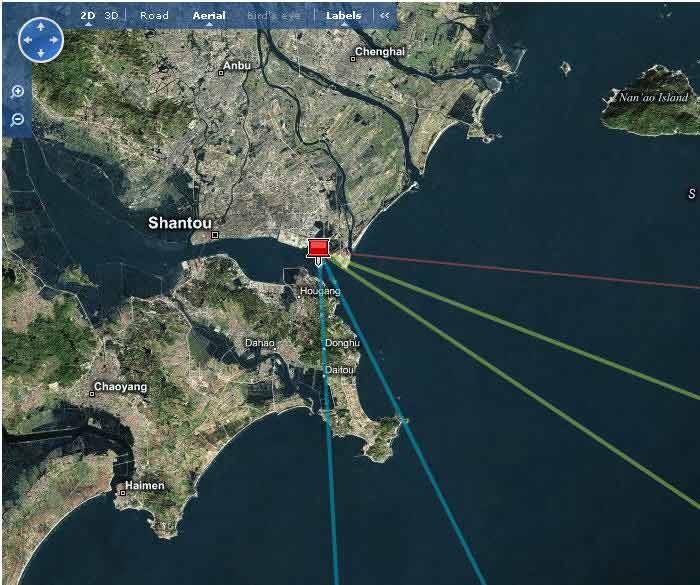 2D 3D Road Aerial Bird's eye Labels «
Chenghai
Anbu
Nan'ao Island
S
Shantou
Hougang
Dahao
Donghu
Daitou
Chaoyang
Haimen